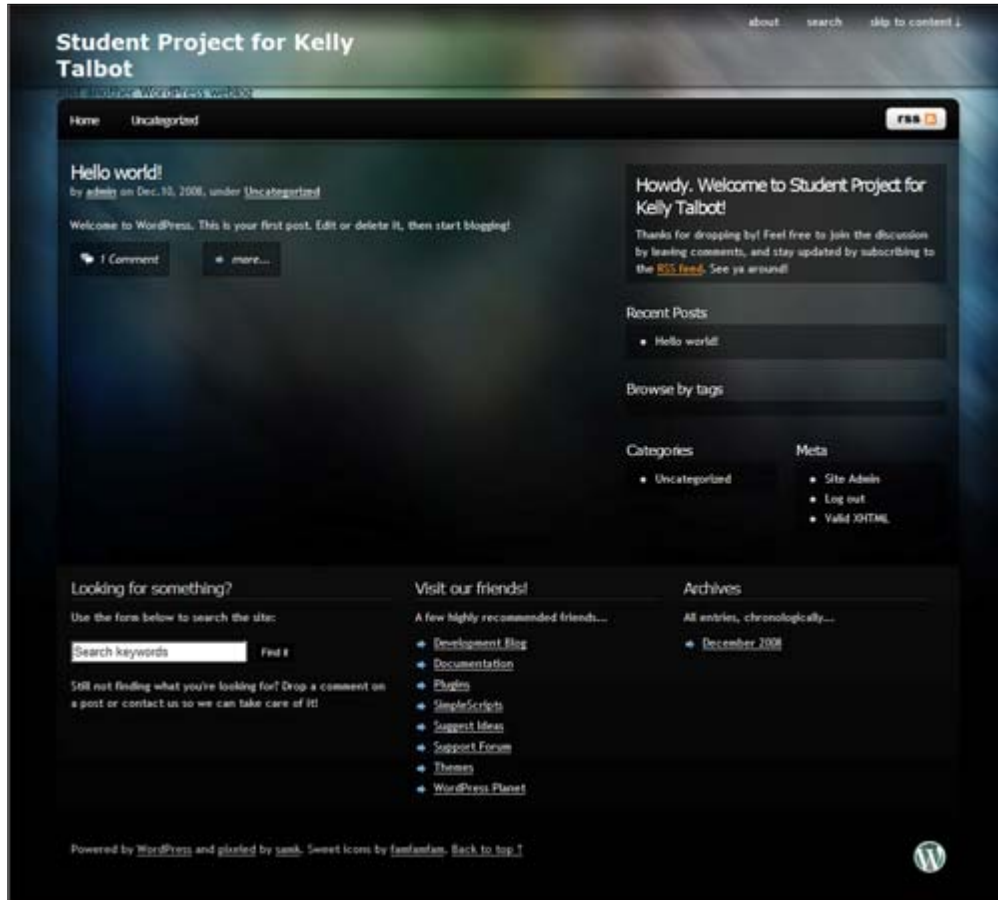 about search skip to content ↓
Student Project for Kelly
Talbot
Just another WordPress weblog
Home Uncategorized
rss
Hello world!
by admin on Dec.10, 2008, under Uncategorized
Welcome to WordPress. This is your first post. Edit or delete it, then start blogging!
1 Comment more...
Howdy. Welcome to Student Project for
Kelly Talbot!
Thanks for dropping by! Feel free to join the discussion
by leaving comments, and stay updated by subscribing to
the RSS feed. See ya around!
Recent Posts
Hello world!
Browse by tags
Categories
Uncategorized
Meta
Site Admin
Log out
Valid XHTML
Looking for something?
Use the form below to search the site:
Search keywords Find it
Still not finding what you're looking for? Drop a comment on
a post or contact us so we can take care of it!
Visit our friends!
A few highly recommended friends...
Development Blog
Documentation
Plugins
SimpleScripts
Suggest Ideas
Support Forum
Themes
WordPress Planet
Archives
All entries, chronologically...
December 2008
Powered by WordPress and pixeled by samk. Sweet icons by famfamfam. Back to top ↑